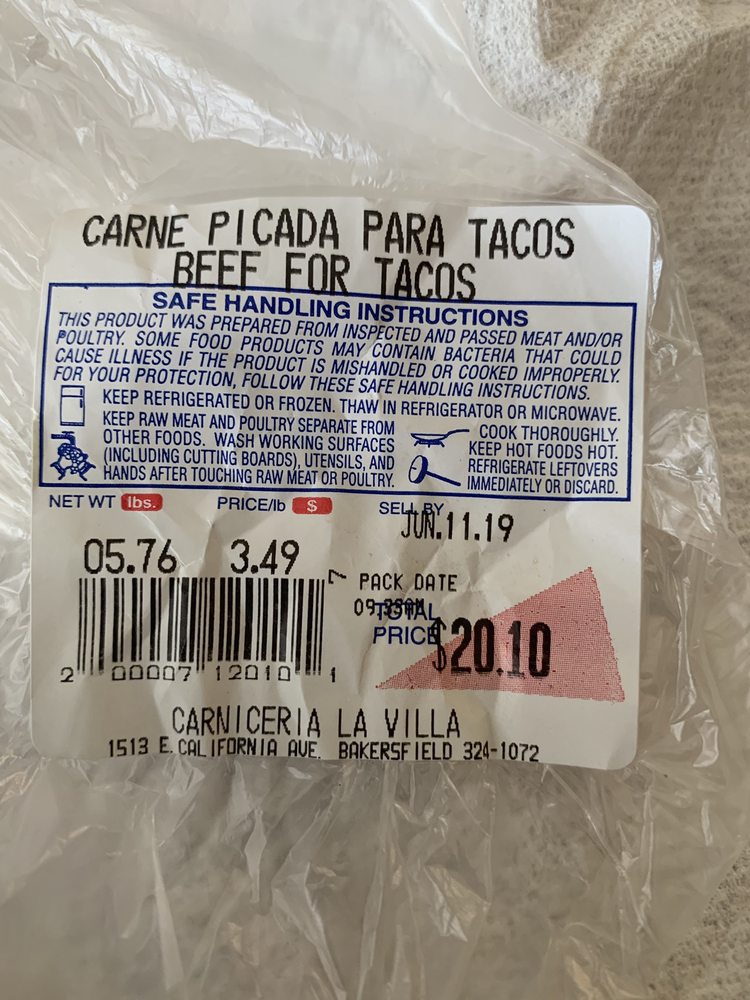 CARNE PICADA PARA TACOS
BEEF FOR TACOS
SAFE HANDLING INSTRUCTIONS
THIS PRODUCT WAS PREPARED FROM INSPECTED AND PASSED MEAT AND/OR
POULTRY. SOME FOOD PRODUCTS MAY CONTAIN BACTERIA THAT COULD
CAUSE ILLNESS IF THE PRODUCT IS MISHANDLED OR COOKED IMPROPERLY.
FOR YOUR PROTECTION, FOLLOW THESE SAFE HANDLING INSTRUCTIONS.
KEEP REFRIGERATED OR FROZEN. THAW IN REFRIGERATOR OR MICROWAVE.
KEEP RAW MEAT AND POULTRY SEPARATE FROM
OTHER FOODS. WASH WORKING SURFACES
(INCLUDING CUTTING BOARDS), UTENSILS, AND
HANDS AFTER TOUCHING RAW MEAT OR POULTRY.
COOK THOROUGHLY.
KEEP HOT FOODS HOT.
REFRIGERATE LEFTOVERS
IMMEDIATELY OR DISCARD.
NET WT lbs. PRICE/lb $ SELL BY
JUN.11.19
05.76 3.49
PACK DATE
TOTAL
PRICE $20.10
2 00007 12010 1
CARNICERIA LA VILLA
1513 E. CALIFORNIA AVE. BAKERSFIELD 324-1072